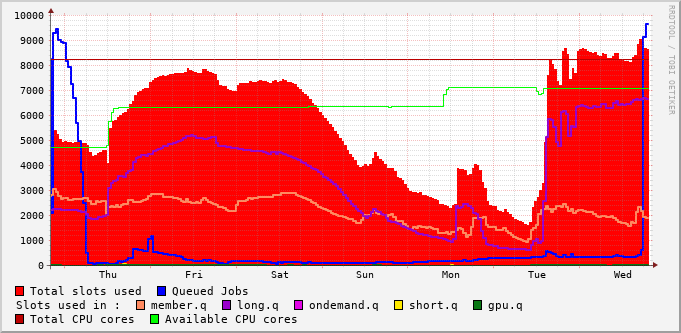 10000
9000
8000
7000
6000
5000
4000
3000
2000
1000
0
Thu Fri Sat Sun Mon Tue Wed
RRDTOOL / TOBI OETIKER
Total slots used Queued Jobs
Slots used in : member.q long.q ondemand.q short.q gpu.q
Total CPU cores Available CPU cores